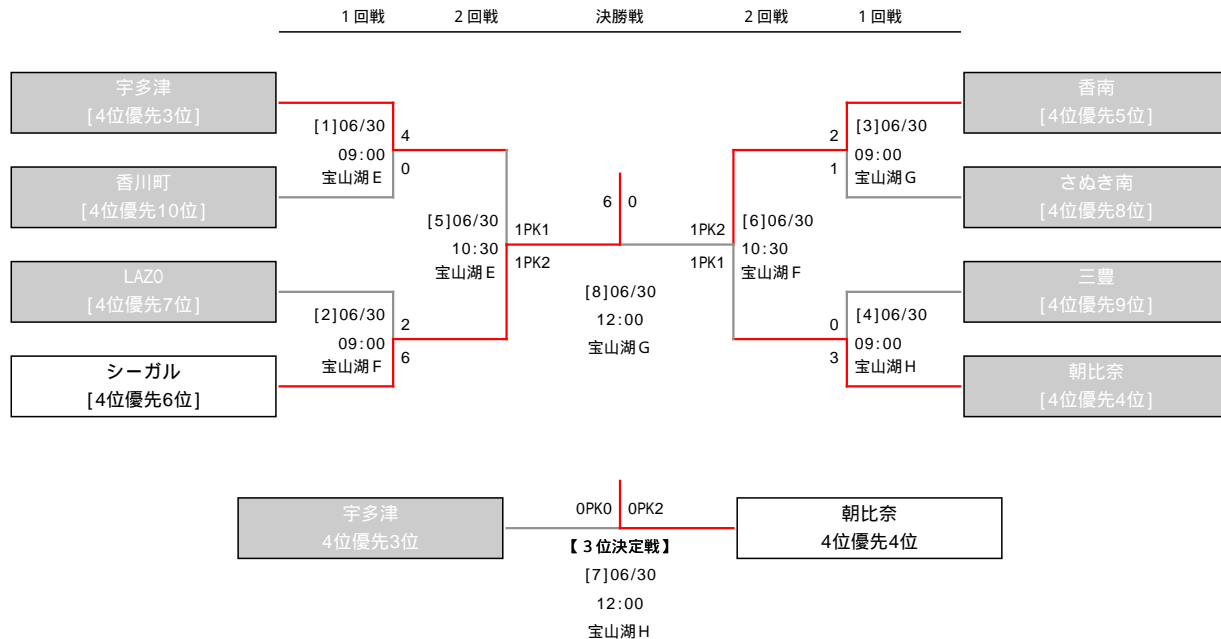 １回戦 ２回戦 決勝戦 ２回戦 １回戦
宇多津
[4位優先3位]
香川町
[4位優先10位]
LAZO
[4位優先7位]
シーガル
[4位優先6位]
[1]06/30
09:00
宝山湖Ｅ
4
0
[2]06/30
09:00
宝山湖Ｆ
2
6
[5]06/30
10:30
宝山湖Ｅ
1PK1
1PK2
6 0
[8]06/30
12:00
宝山湖Ｇ
1PK2
1PK1
[6]06/30
10:30
宝山湖Ｆ
2
1
[3]06/30
09:00
宝山湖Ｇ
0
3
[4]06/30
09:00
宝山湖Ｈ
香南
[4位優先5位]
さぬき南
[4位優先8位]
三豊
[4位優先9位]
朝比奈
[4位優先4位]
宇多津
4位優先3位
0PK0 0PK2
【３位決定戦】
[7]06/30
12:00
宝山湖Ｈ
朝比奈
4位優先4位